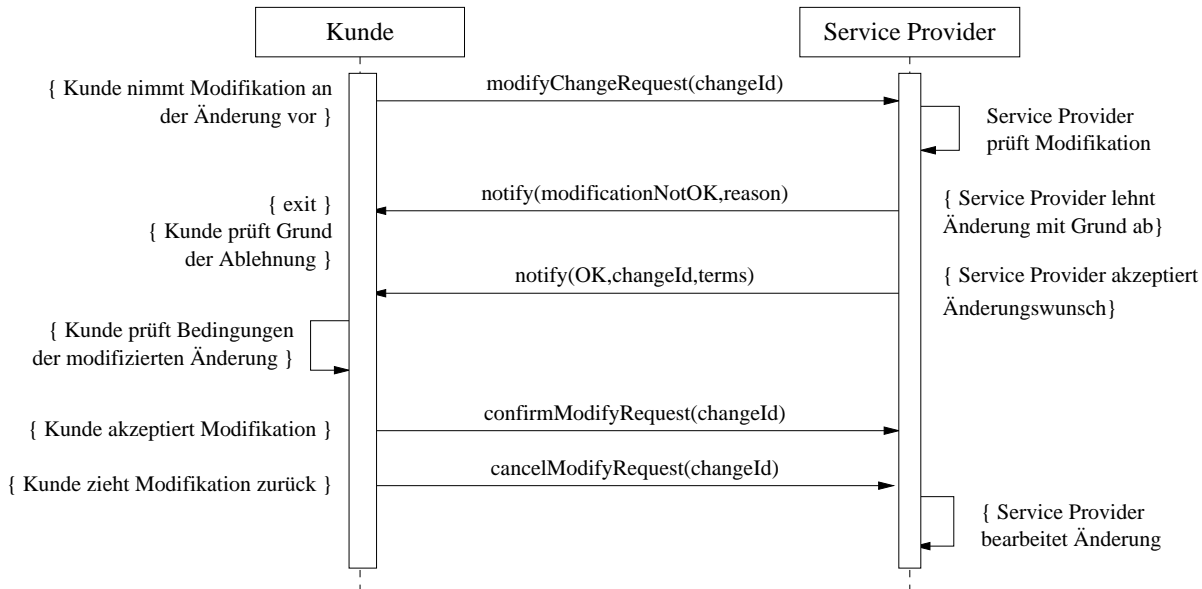 Kunde
Service Provider
{ Kunde nimmt Modifikation an
der Änderung vor }
modifyChangeRequest(changeId)
Service Provider
prüft Modifikation
{ exit }
{ Kunde prüft Grund
der Ablehnung }
notify(modificationNotOK,reason)
{ Service Provider lehnt
Änderung mit Grund ab}
notify(OK,changeId,terms)
{ Service Provider akzeptiert
Änderungswunsch}
{ Kunde prüft Bedingungen
der modifizierten Änderung }
{ Kunde akzeptiert Modifikation }
confirmModifyRequest(changeId)
{ Kunde zieht Modifikation zurück }
cancelModifyRequest(changeId)
{ Service Provider
bearbeitet Änderung